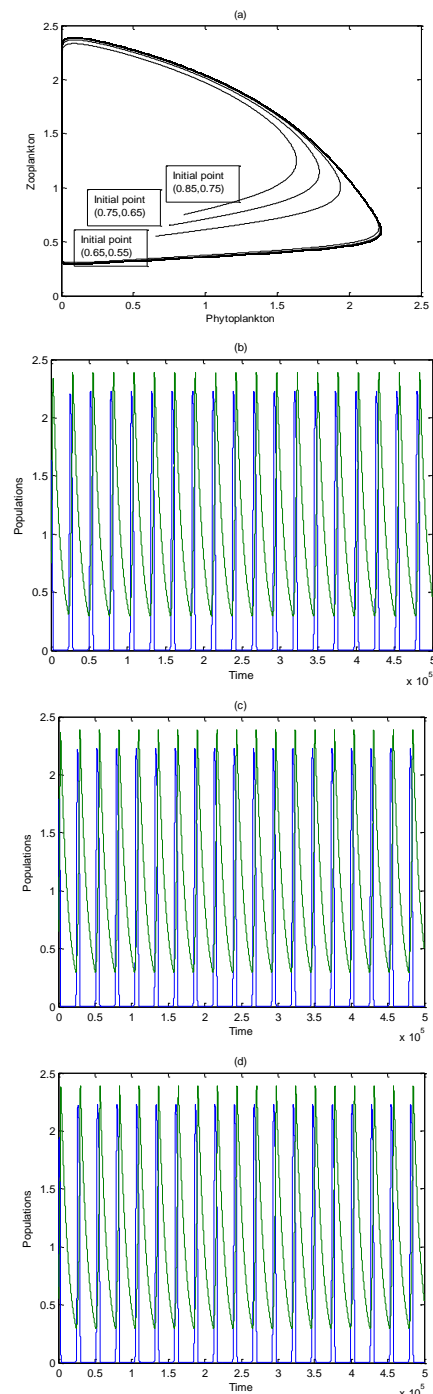 (a)
2.5
2
1.5
1
0.5
0
Zooplankton
Initial point
(0.85,0.75)
Initial point
(0.75,0.65)
Initial point
(0.65,0.55)
0 0.5 1 1.5 2 2.5
Phytoplankton
(b)
2.5
2
1.5
1
0.5
0
Populations
0 0.5 1 1.5 2 2.5 3 3.5 4 4.5 5
Time
x 10^5
(c)
2.5
2
1.5
1
0.5
0
Populations
0 0.5 1 1.5 2 2.5 3 3.5 4 4.5 5
Time
x 10^5
(d)
2.5
2
1.5
1
0.5
0
Populations
0 0.5 1 1.5 2 2.5 3 3.5 4 4.5 5
Time
x 10^5